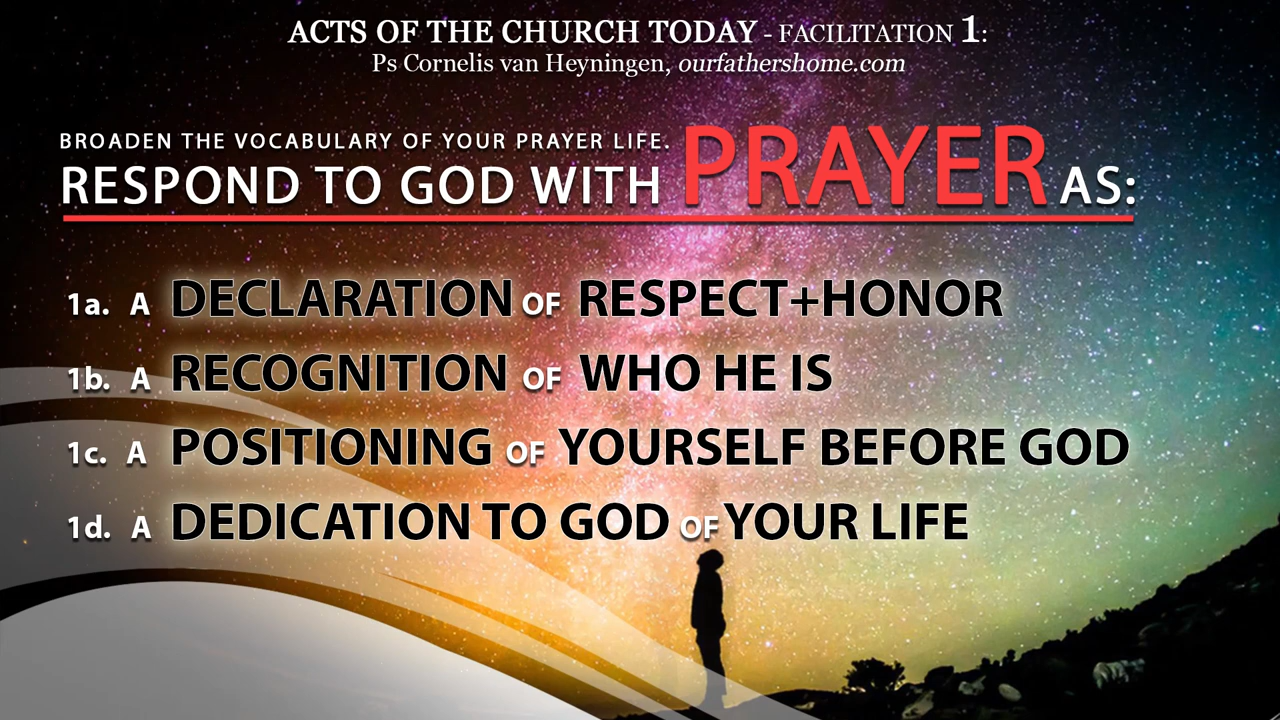 ACTS OF THE CHURCH TODAY - FACILITATION 1:
Ps Cornelis van Heyningen, ourfathershome.com
BROADEN THE VOCABULARY OF YOUR PRAYER LIFE.
RESPOND TO GOD WITH PRAYER AS:
1a. A DECLARATION OF RESPECT+HONOR
1b. A RECOGNITION OF WHO HE IS
1c. A POSITIONING OF YOURSELF BEFORE GOD
1d. A DEDICATION TO GOD OF YOUR LIFE